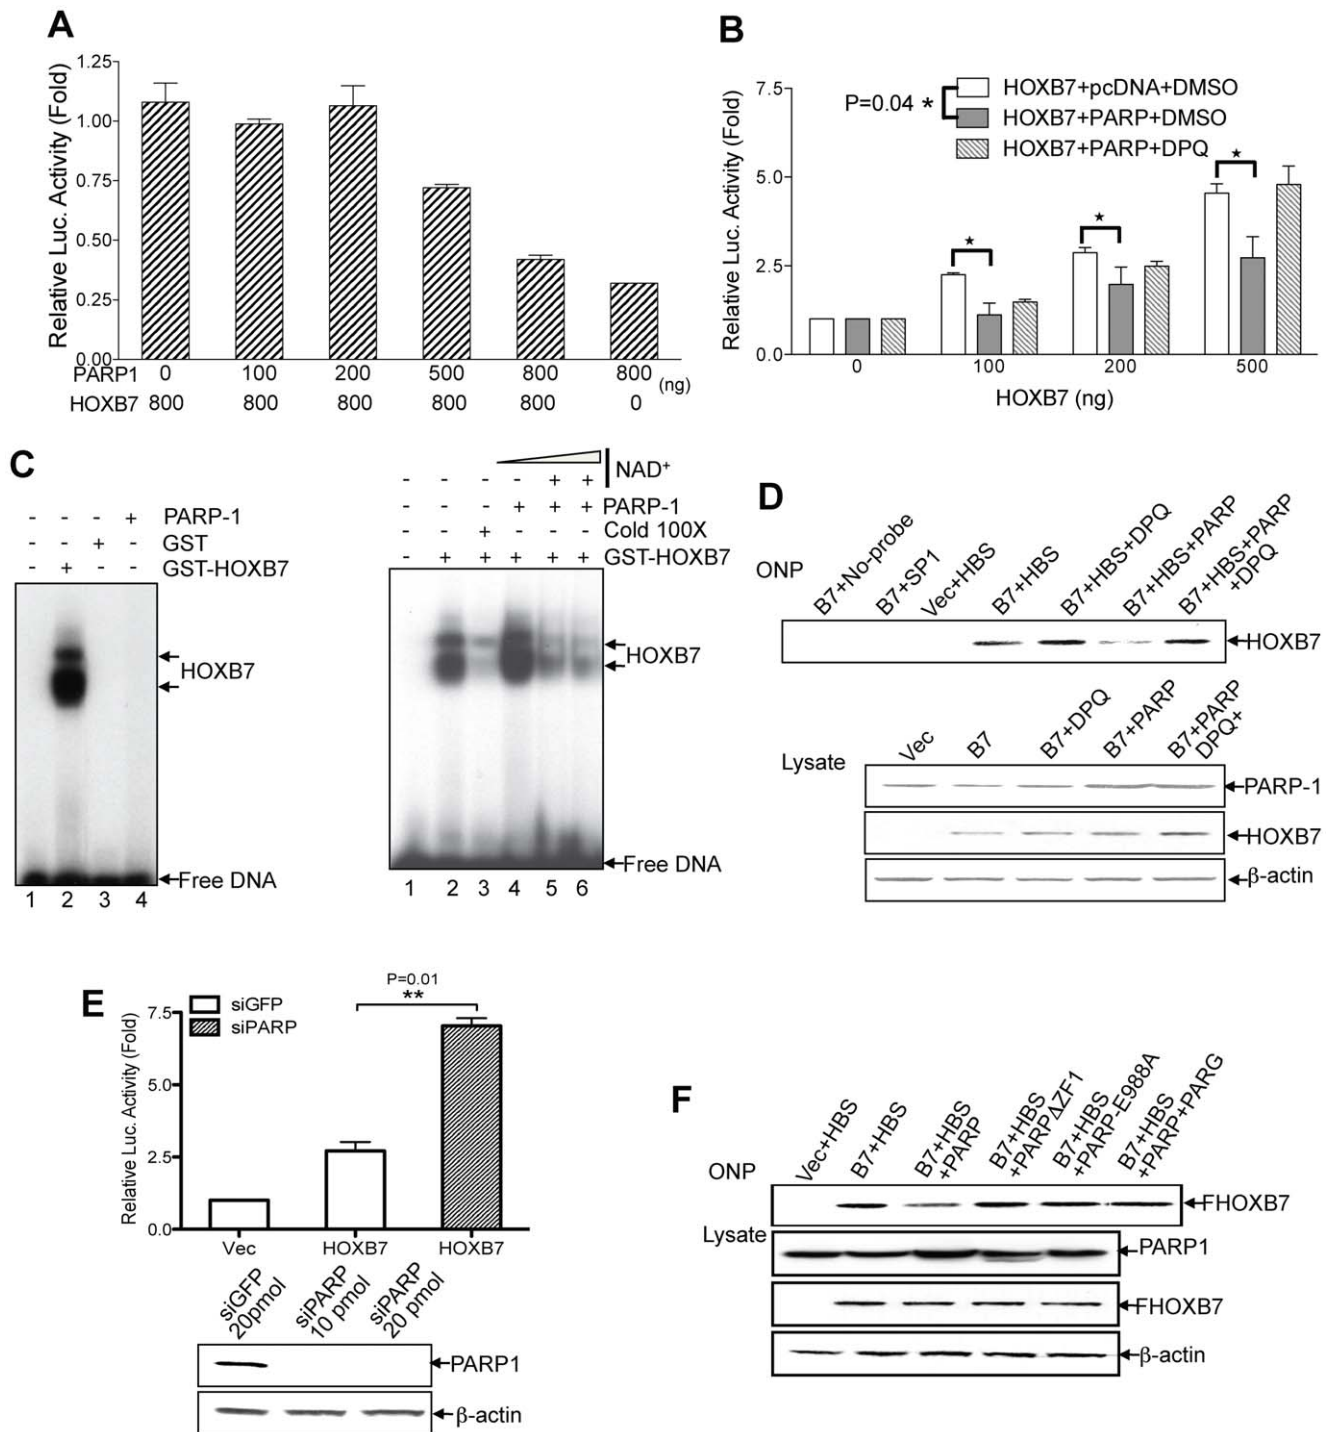 A
Relative Luc. Activity (Fold)
1.25
1.00
0.75
0.50
0.25
0.00
PARP1 0 100 200 500 800 800 (ng)
HOXB7 800 800 800 800 800 0
B
Relative Luc. Activity (Fold)
7.5
5.0
2.5
0.0
P=0.04 *
HOXB7+pcDNA+DMSO
HOXB7+PARP+DMSO
HOXB7+PARP+DPQ
★ ★ ★
0 100 200 500
HOXB7 (ng)
C
- - - + PARP-1
- - + - GST
- + - - GST-HOXB7
HOXB7
Free DNA
1 2 3 4
NAD+
- - - - + +
- - - + + + PARP-1
- - + - - - Cold 100X
- + + + + + GST-HOXB7
HOXB7
Free DNA
1 2 3 4 5 6
D
ONP
B7+No-probe
B7+SP1
Vec+HBS
B7+HBS
B7+HBS+DPQ
B7+HBS+PARP
B7+HBS+PARP
+DPQ
HOXB7
Lysate
Vec
B7
B7+DPQ
B7+PARP
B7+PARP
DPQ+
PARP-1
HOXB7
β-actin
E
Relative Luc. Activity (Fold)
7.5
5.0
2.5
0.0
siGFP
siPARP
P=0.01
**
Vec HOXB7 HOXB7
siGFP
20pmol
siPARP
10 pmol
siPARP
20 pmol
PARP1
β-actin
F
ONP
Vec+HBS
B7+HBS
B7+HBS
+PARP
B7+HBS
+PARPΔZF1
B7+HBS
+PARP-E988A
B7+HBS
+PARP+PARG
FHOXB7
Lysate
PARP1
FHOXB7
β-actin